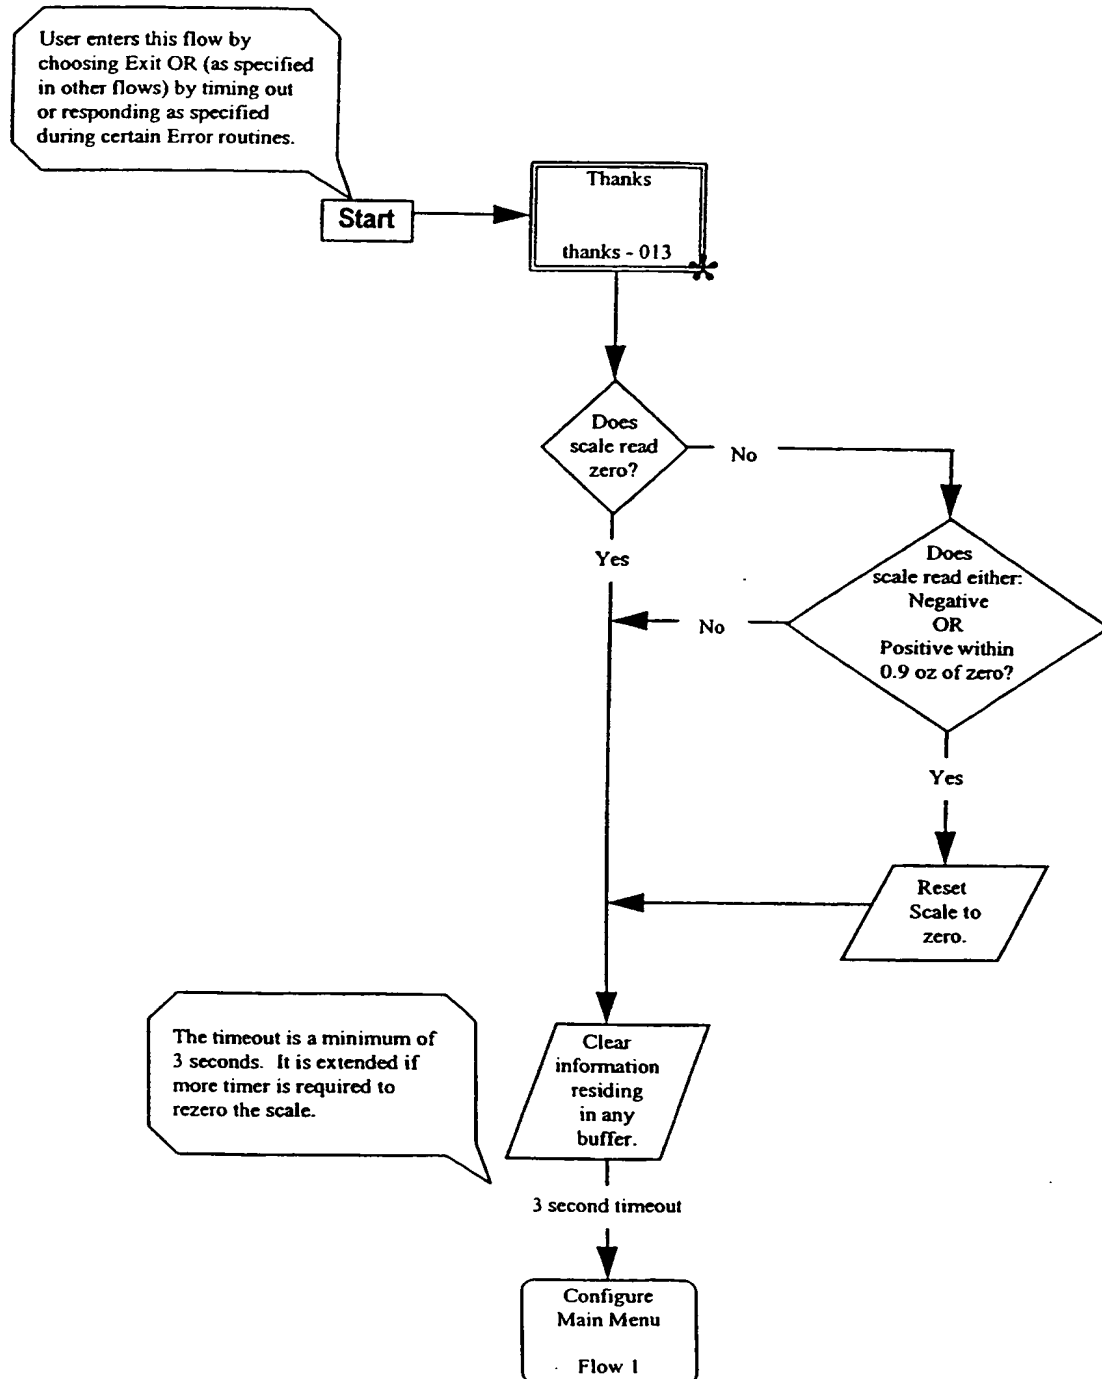 User enters this flow by
choosing Exit OR (as specified
in other flows) by timing out
or responding as specified
during certain Error routines.
Start
Thanks
thanks - 013
Does
scale read
zero?
No
Yes
Does
scale read either:
Negative
OR
Positive within
0.9 oz of zero?
No
Yes
Reset
Scale to
zero.
The timeout is a minimum of
3 seconds. It is extended if
more timer is required to
rezero the scale.
Clear
information
residing
in any
buffer.
3 second timeout
Configure
Main Menu
Flow 1